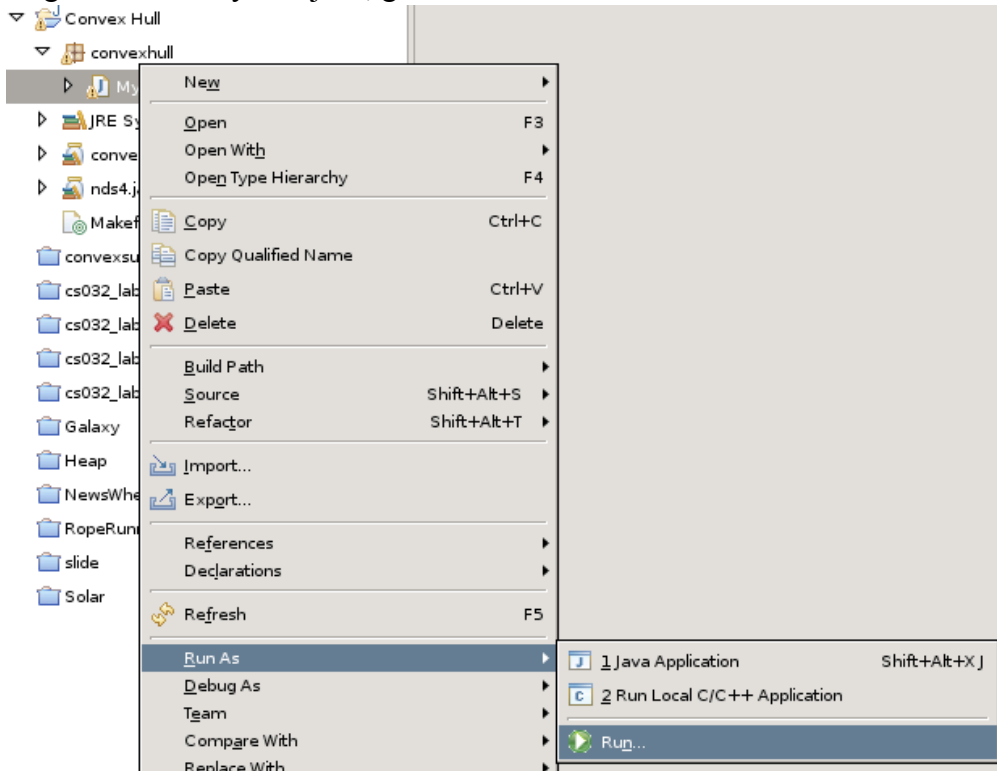 Convex Hull
convexhull
My
JRE Sy
conve
nds4.j
Makef
convexsu
cs032_lab
cs032_lab
cs032_lab
cs032_lab
Galaxy
Heap
NewsWhe
RopeRun
slide
Solar
New
Open F3
Open With
Open Type Hierarchy F4
Copy Ctrl+C
Copy Qualified Name
Paste Ctrl+V
Delete Delete
Build Path
Source Shift+Alt+S
Refactor Shift+Alt+T
Import...
Export...
References
Declarations
Refresh F5
Run As
Debug As
Team
Compare With
Replace With
1 Java Application Shift+Alt+X J
2 Run Local C/C++ Application
Run...